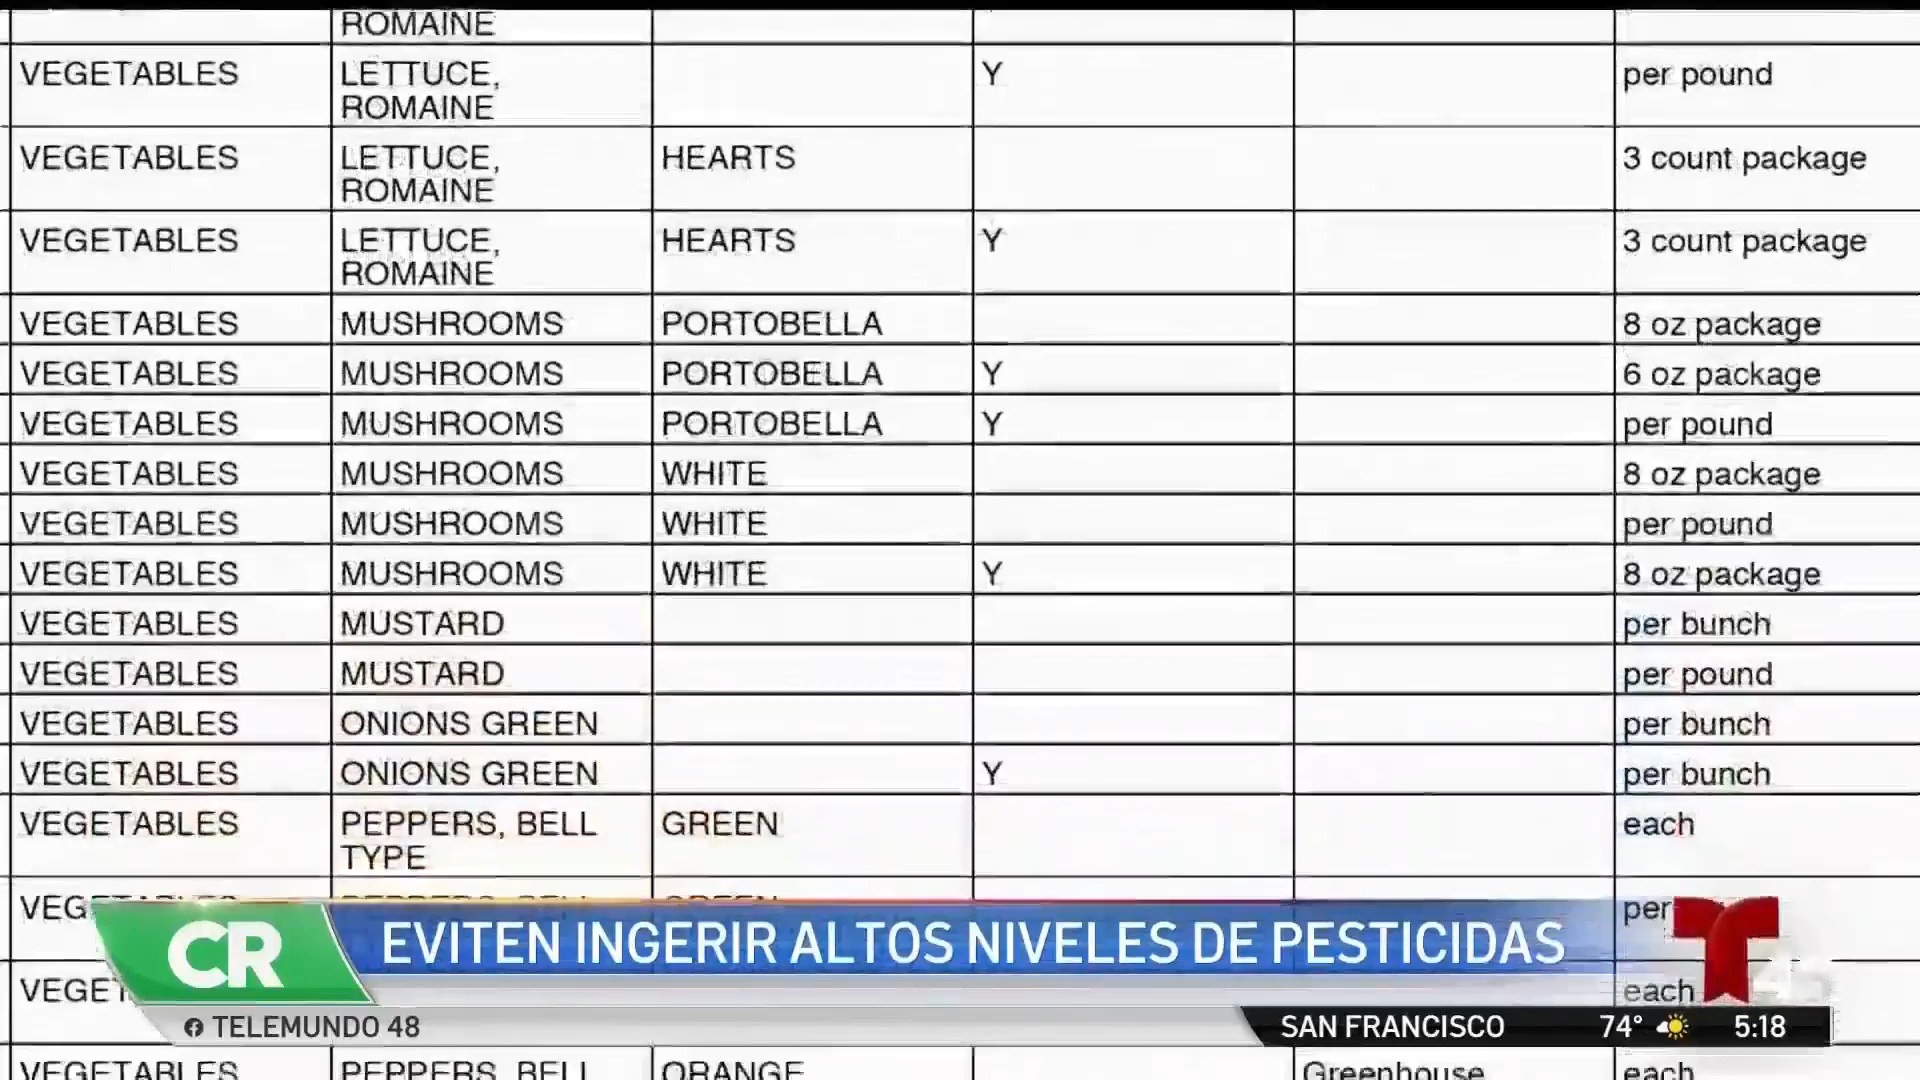 ROMAINE
VEGETABLES LETTUCE, ROMAINE Y per pound
VEGETABLES LETTUCE, ROMAINE HEARTS 3 count package
VEGETABLES LETTUCE, ROMAINE HEARTS Y 3 count package
VEGETABLES MUSHROOMS PORTOBELLA 8 oz package
VEGETABLES MUSHROOMS PORTOBELLA Y 6 oz package
VEGETABLES MUSHROOMS PORTOBELLA Y per pound
VEGETABLES MUSHROOMS WHITE 8 oz package
VEGETABLES MUSHROOMS WHITE per pound
VEGETABLES MUSHROOMS WHITE Y 8 oz package
VEGETABLES MUSTARD per bunch
VEGETABLES MUSTARD per pound
VEGETABLES ONIONS GREEN per bunch
VEGETABLES ONIONS GREEN Y per bunch
VEGETABLES PEPPERS, BELL TYPE GREEN each
per
CR EVITEN INGERIR ALTOS NIVELES DE PESTICIDAS
each
TELEMUNDO 48
SAN FRANCISCO 74° 5:18
VEGETABLES PEPPERS, BELL ORANGE Greenhouse each